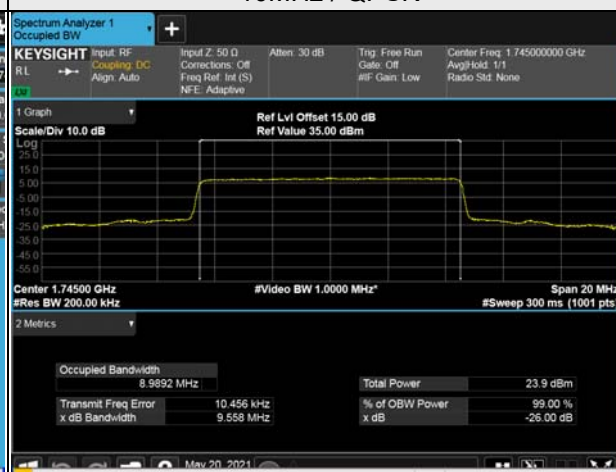 Spectrum Analyzer 1
Occupied BW
+
KEYSIGHT Input: RF Input Z: 50 Ω Atten: 30 dB Trig: Free Run Center Freq: 1.745000000 GHz
RL Coupling: DC Corrections: Off Gate: Off Avg|Hold: 1/1
Align: Auto Freq Ref: Int (S) #IF Gain: Low Radio Std: None
NFE: Adaptive
1 Graph
Ref Lvl Offset 15.00 dB
Scale/Div 10.0 dB Ref Value 35.00 dBm
Log
25.0
15.0
5.00
-5.00
-15.0
-25.0
-35.0
-45.0
-55.0
Center 1.74500 GHz #Video BW 1.0000 MHz* Span 20 MHz
#Res BW 200.00 kHz #Sweep 300 ms (1001 pts)
2 Metrics
Occupied Bandwidth
8.9892 MHz Total Power 23.9 dBm
Transmit Freq Error 10.456 kHz % of OBW Power 99.00 %
x dB Bandwidth 9.558 MHz x dB -26.00 dB
May 20, 2021